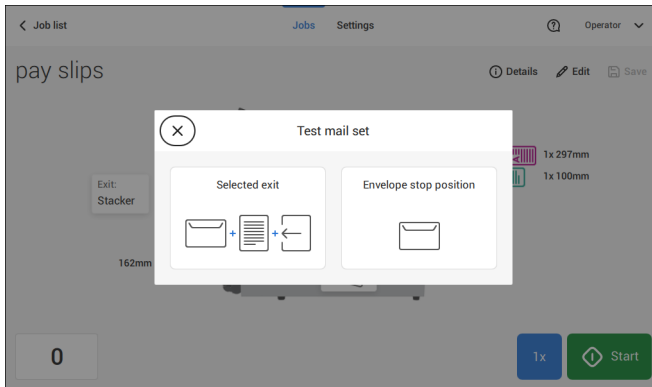 Job list
Jobs
Settings
Operator
pay slips
Details
Edit
Save
Test mail set
Selected exit
Envelope stop position
1x 297mm
1x 100mm
Exit:
Stacker
162mm
0
1x
Start